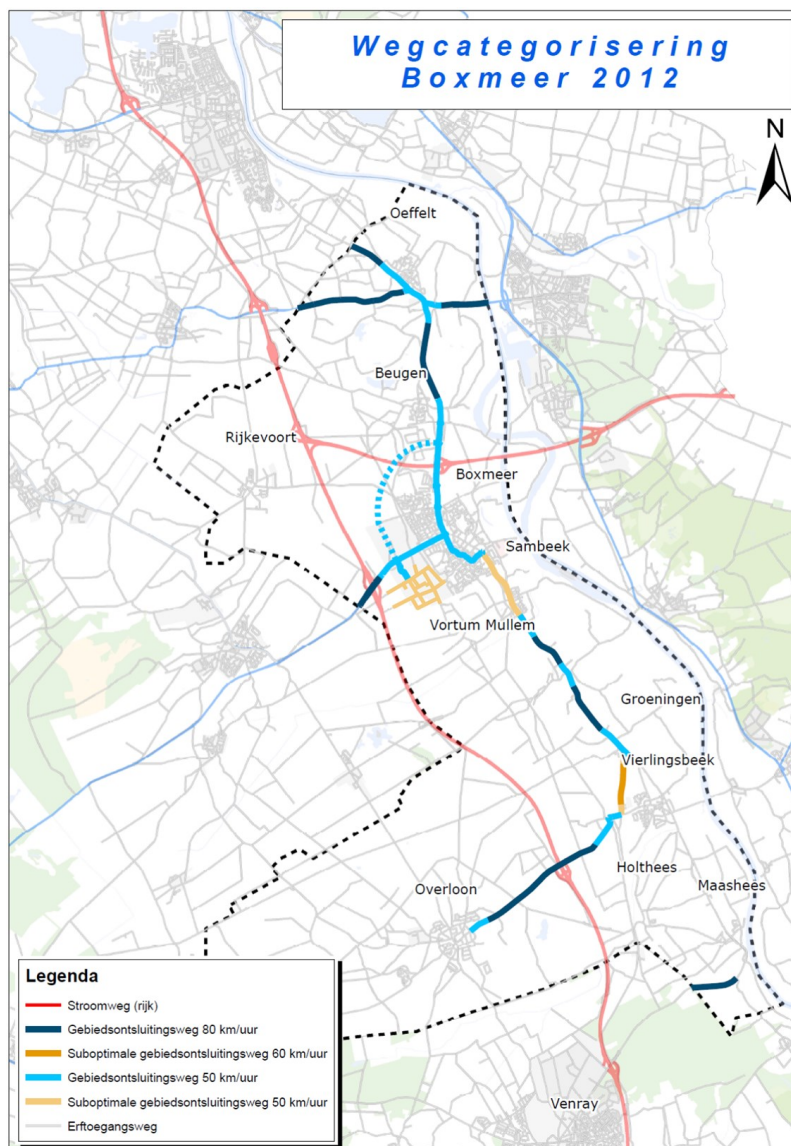 Wegcategorisering
Boxmeer 2012
N
Oeffelt
Beugen
Rijkevoort
Boxmeer
Sambeek
Vortum Mullem
Groeningen
Vierlingsbeek
Holthees
Maashees
Overloon
Legenda
Stroomweg (rijk)
Gebiedsontsluitingsweg 80 km/uur
Suboptimale gebiedsontsluitingsweg 60 km/uur
Gebiedsontsluitingsweg 50 km/uur
Suboptimale gebiedsontsluitingsweg 50 km/uur
Erftoegangsweg
Venray